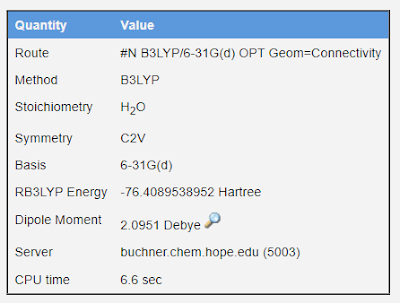 Quantity Value
Route #N B3LYP/6-31G(d) OPT Geom=Connectivity
Method B3LYP
Stoichiometry H2O
Symmetry C2V
Basis 6-31G(d)
RB3LYP Energy -76.4089538952 Hartree
Dipole Moment 2.0951 Debye
Server buchner.chem.hope.edu (5003)
CPU time 6.6 sec